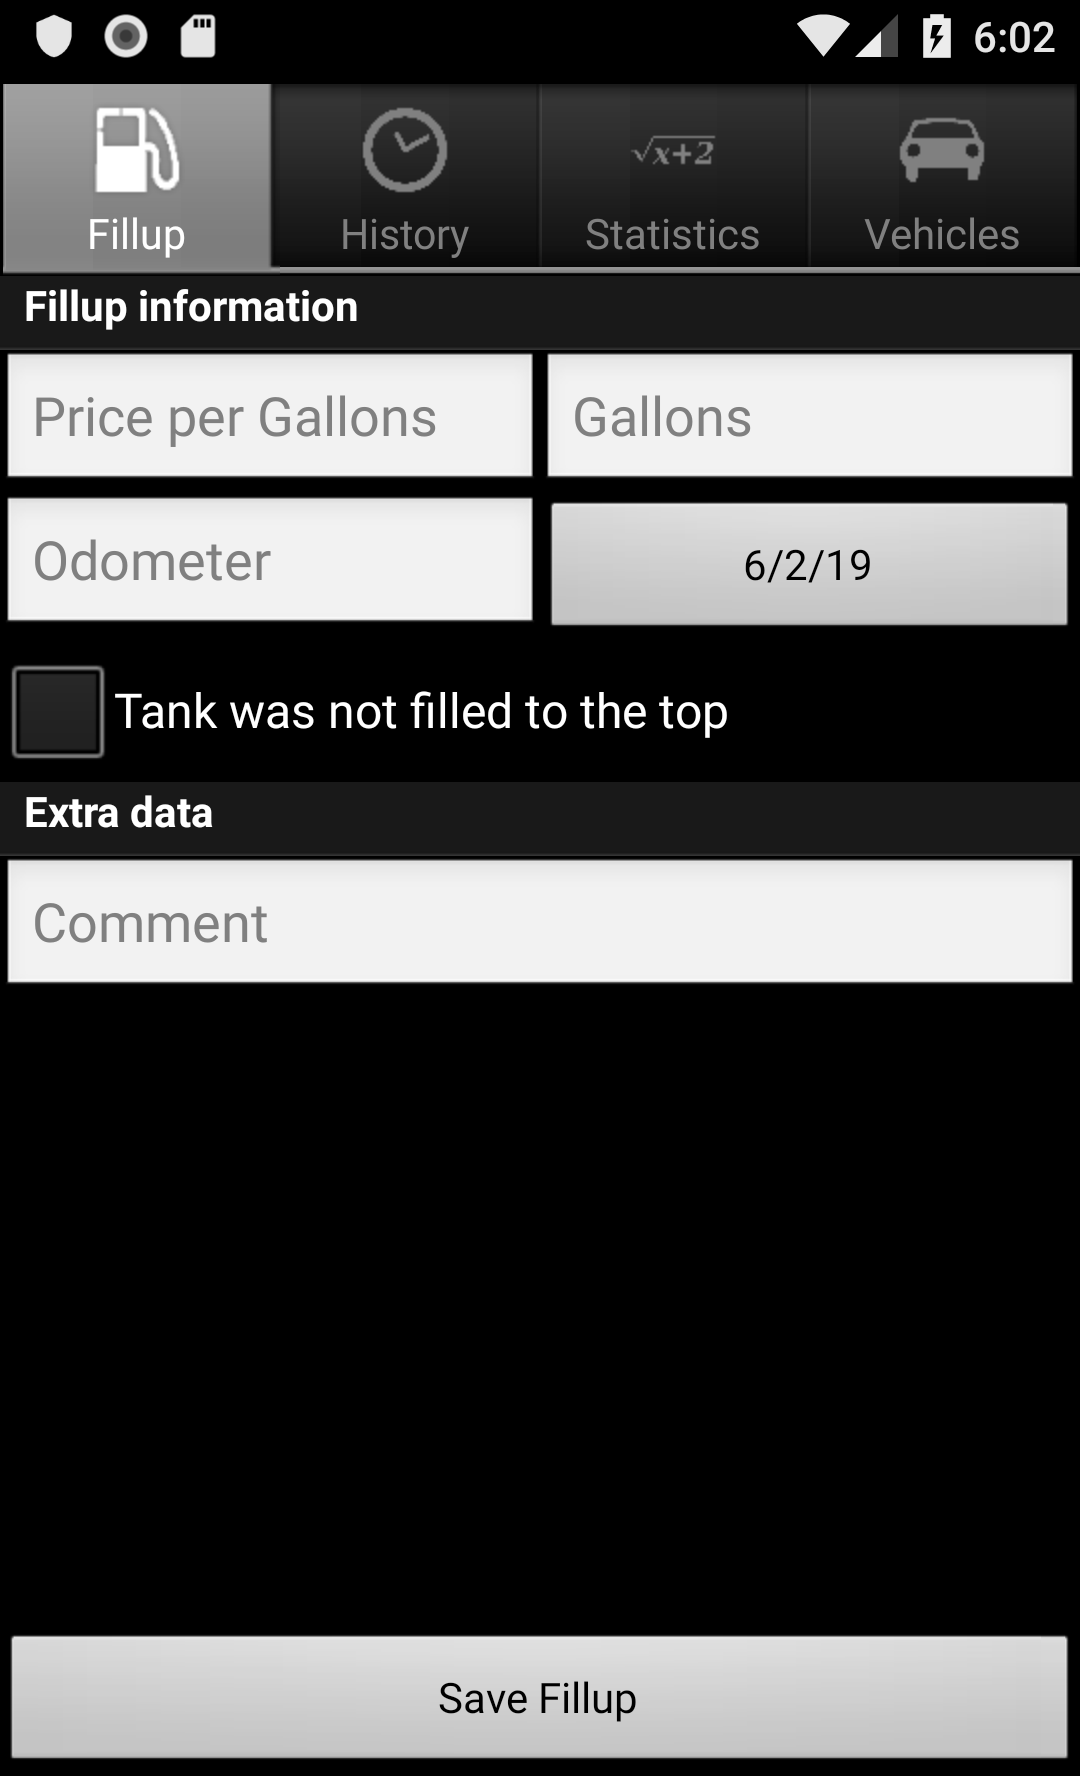 6:02
√x+2
Fillup History Statistics Vehicles
Fillup information
Price per Gallons Gallons
Odometer 6/2/19
Tank was not filled to the top
Extra data
Comment
Save Fillup